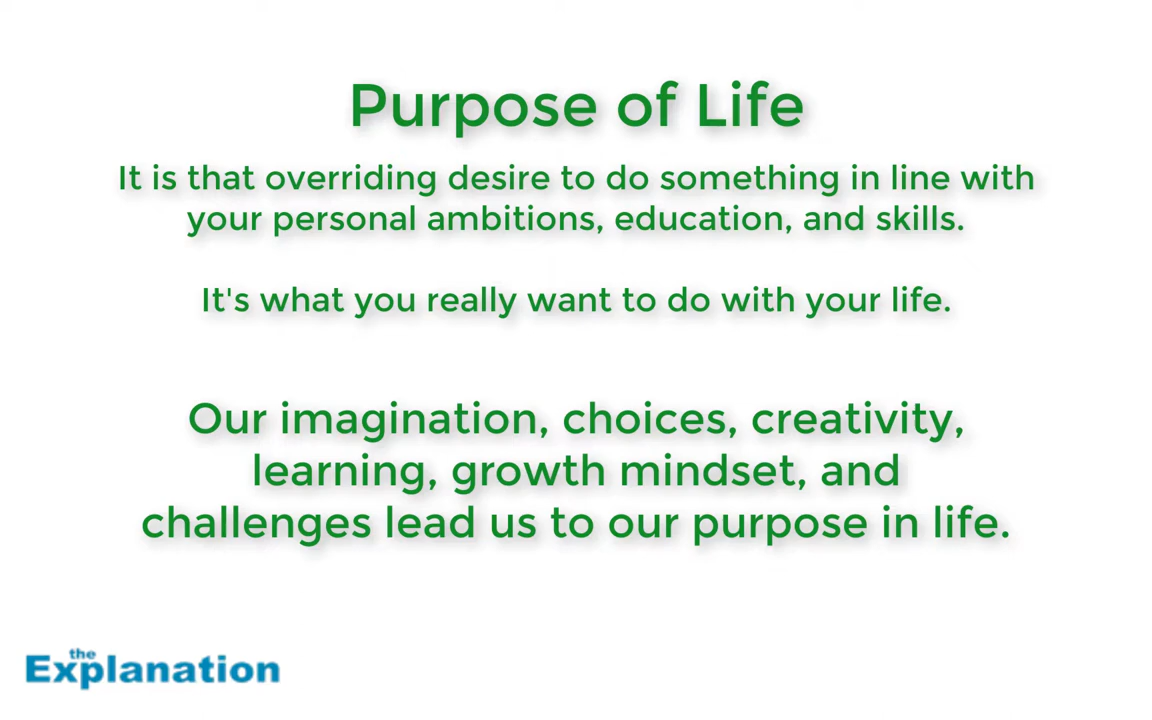 Purpose of Life
It is that overriding desire to do something in line with
your personal ambitions, education, and skills.
It's what you really want to do with your life.
Our imagination, choices, creativity,
learning, growth mindset, and
challenges lead us to our purpose in life.
the
Explanation